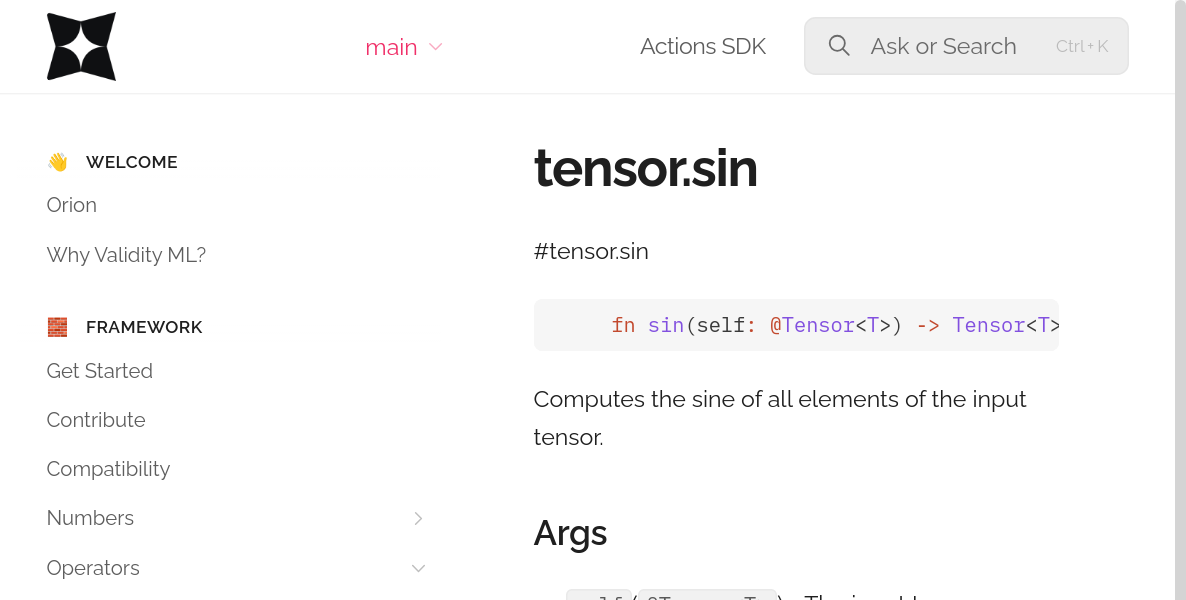 main
Actions SDK
Ask or Search
Ctrl + K
WELCOME
Orion
Why Validity ML?
FRAMEWORK
Get Started
Contribute
Compatibility
Numbers
Operators
tensor.sin
#tensor.sin
fn sin(self: @Tensor<T>) -> Tensor<T>
Computes the sine of all elements of the input
tensor.
Args